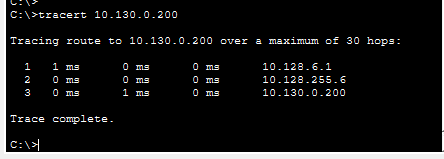 C:\>
C:\>tracert 10.130.0.200
Tracing route to 10.130.0.200 over a maximum of 30 hops:
1 1 ms 0 ms 0 ms 10.128.6.1
2 0 ms 0 ms 0 ms 10.128.255.6
3 0 ms 1 ms 0 ms 10.130.0.200
Trace complete.
C:\>